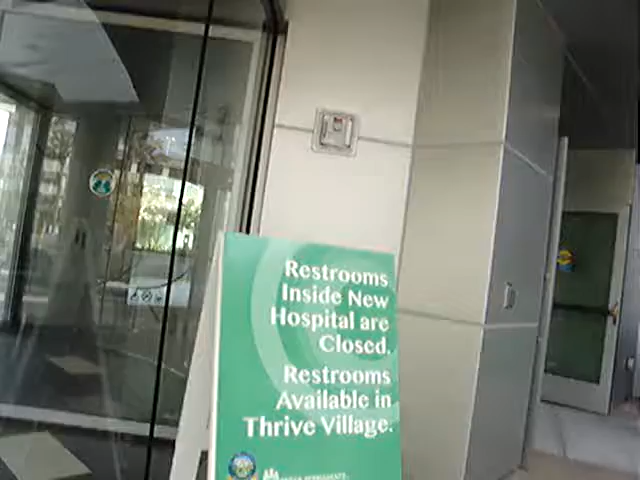 Restrooms
Inside New
Hospital are
Closed.
Restrooms
Available in
Thrive Village.